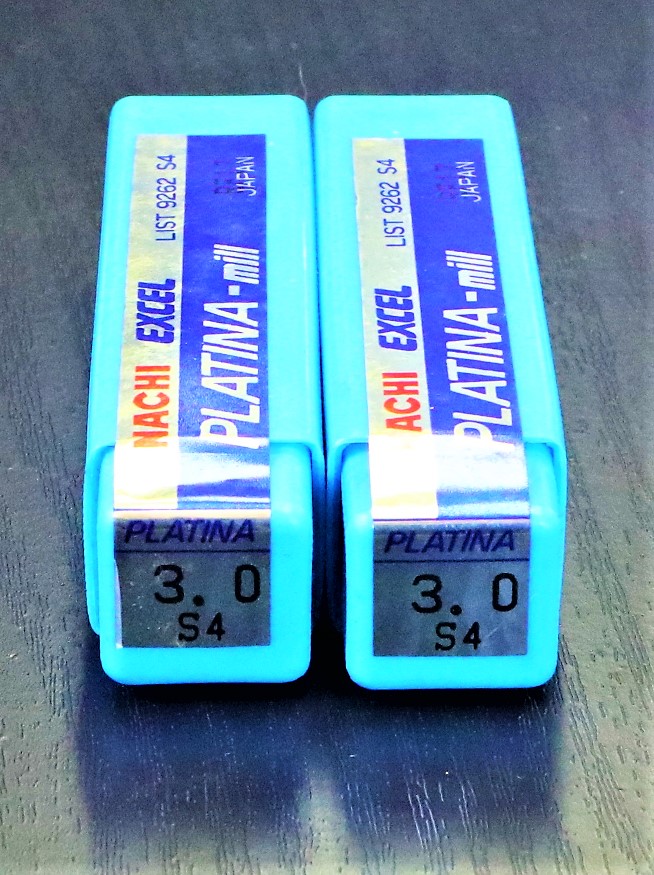 NACHI EXCEL LIST 9262 S4
PLATINA-mill JAPAN
PLATINA
3.0
S4
ACHI EXCEL LIST 9262 S4
PLATINA-mill JAPAN
PLATINA
3.0
S4